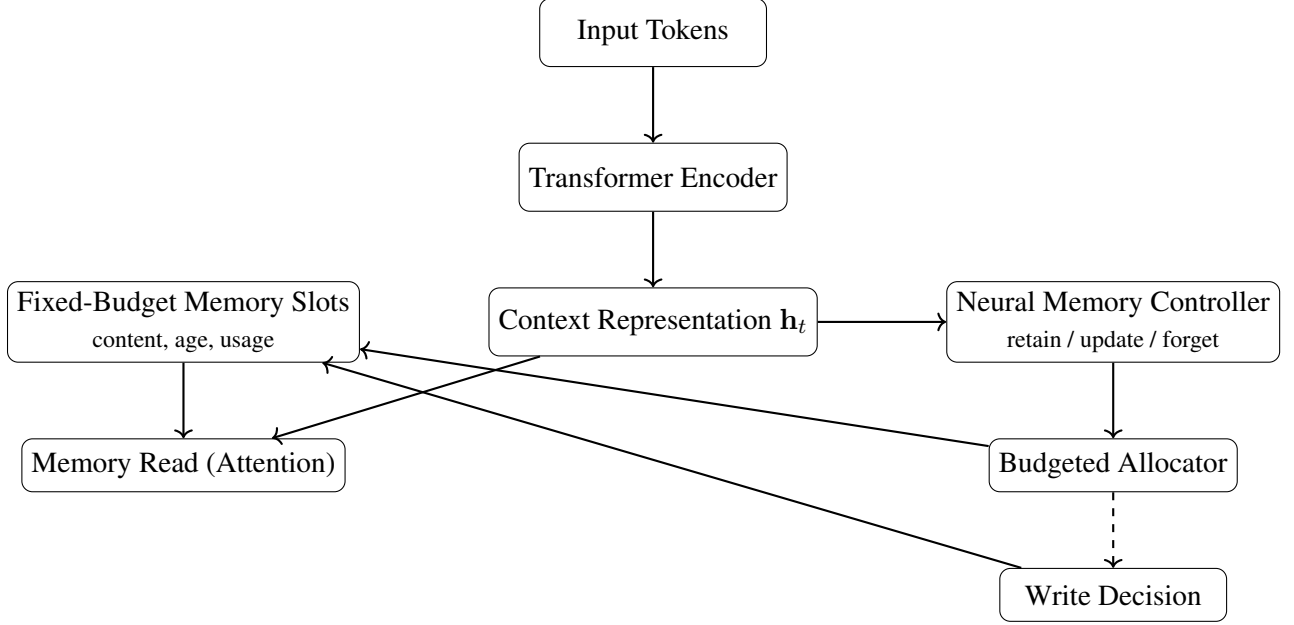 Input Tokens
Transformer Encoder
Fixed-Budget Memory Slots
content, age, usage
Context Representation 𝐡ₜ
Neural Memory Controller
retain / update / forget
Memory Read (Attention)
Budgeted Allocator
Write Decision